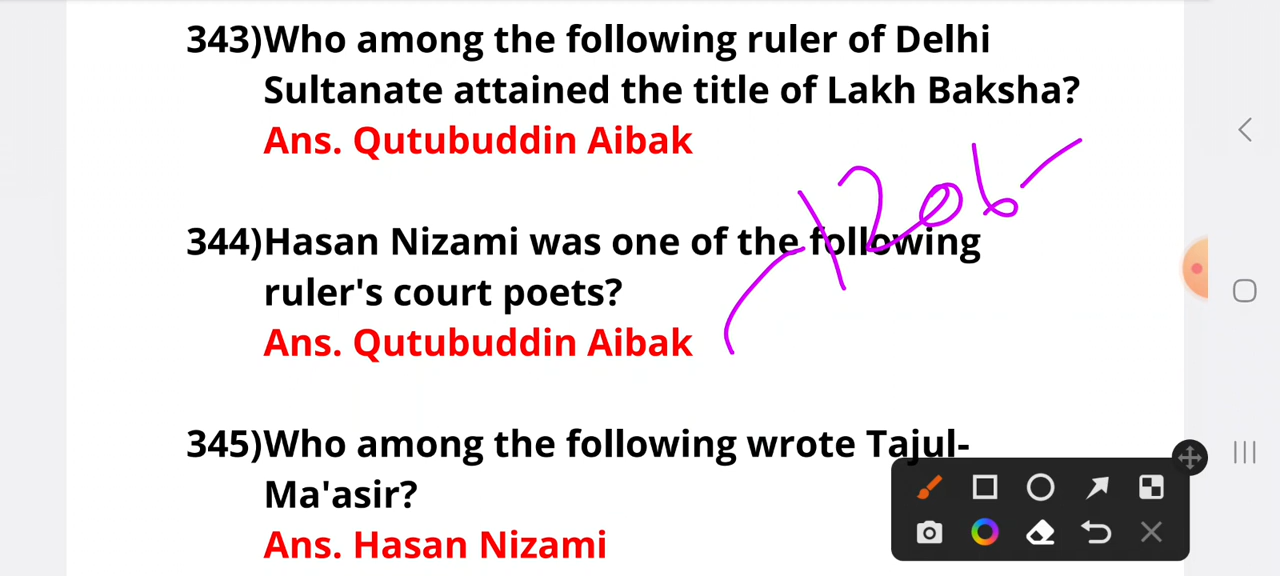 343)Who among the following ruler of Delhi
Sultanate attained the title of Lakh Baksha?
Ans. Qutubuddin Aibak
1206-
344)Hasan Nizami was one of the following
ruler's court poets?
Ans. Qutubuddin Aibak
345)Who among the following wrote Tajul-
Ma'asir?
Ans. Hasan Nizami